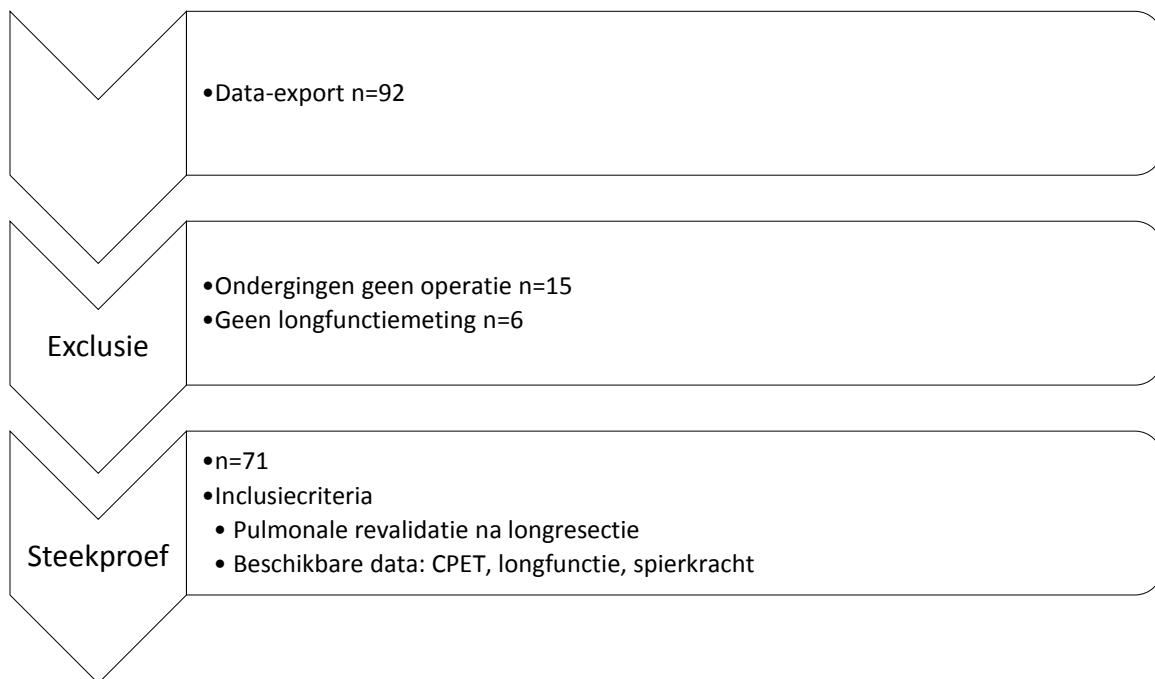 •Data-export n=92
Exclusie
•Ondergingen geen operatie n=15
•Geen longfunctiemeting n=6
Steekproef
•n=71
•Inclusiecriteria
• Pulmonale revalidatie na longresectie
• Beschikbare data: CPET, longfunctie, spierkracht